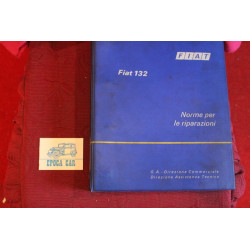 FIAT
Fiat 132
Norme per
le riparazioni
D.A. Direzione Commerciale
Direzione Assistenza Tecnica
EPOCA CAR